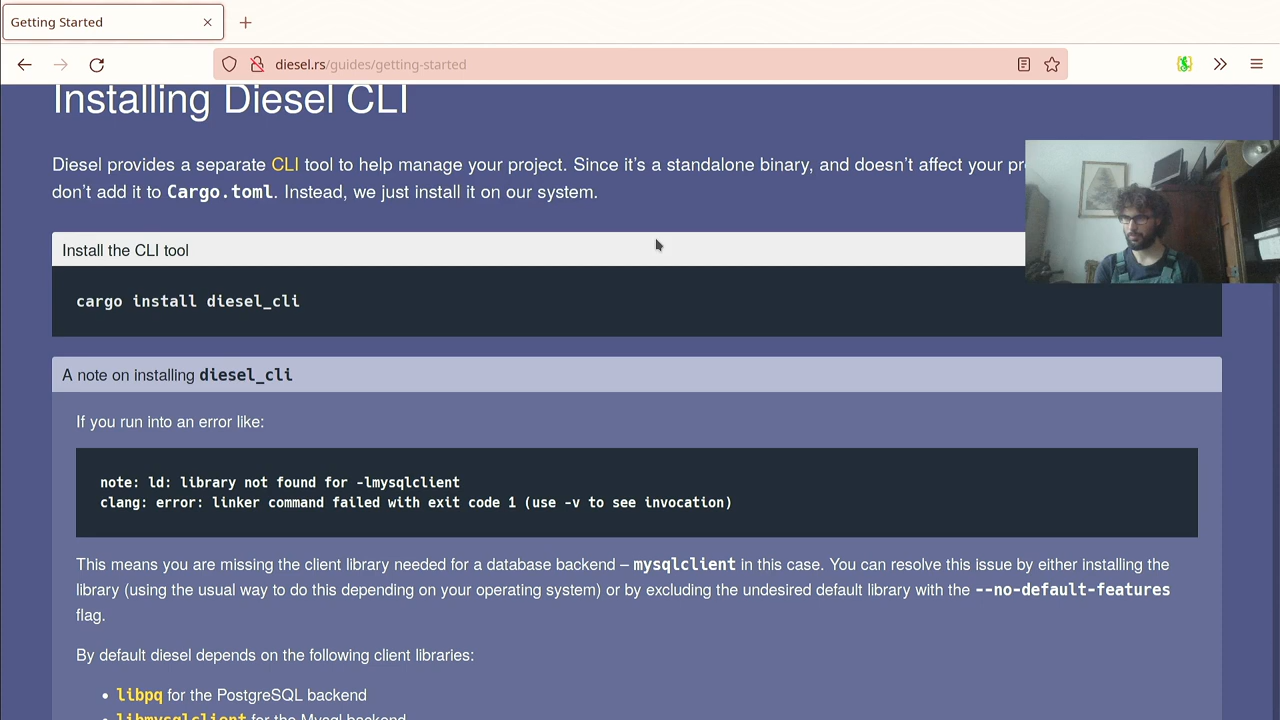 Getting Started
diesel.rs/guides/getting-started
Installing Diesel CLI
Diesel provides a separate CLI tool to help manage your project. Since it’s a standalone binary, and doesn’t affect your
don’t add it to Cargo.toml. Instead, we just install it on our system.
Install the CLI tool
cargo install diesel_cli
A note on installing diesel_cli
If you run into an error like:
note: ld: library not found for -lmysqlclient
clang: error: linker command failed with exit code 1 (use -v to see invocation)
This means you are missing the client library needed for a database backend – mysqlclient in this case. You can resolve this issue by either installing the
library (using the usual way to do this depending on your operating system) or by excluding the undesired default library with the --no-default-features
flag.
By default diesel depends on the following client libraries:
• libpq for the PostgreSQL backend
• libmysqlclient for the Mysql backend